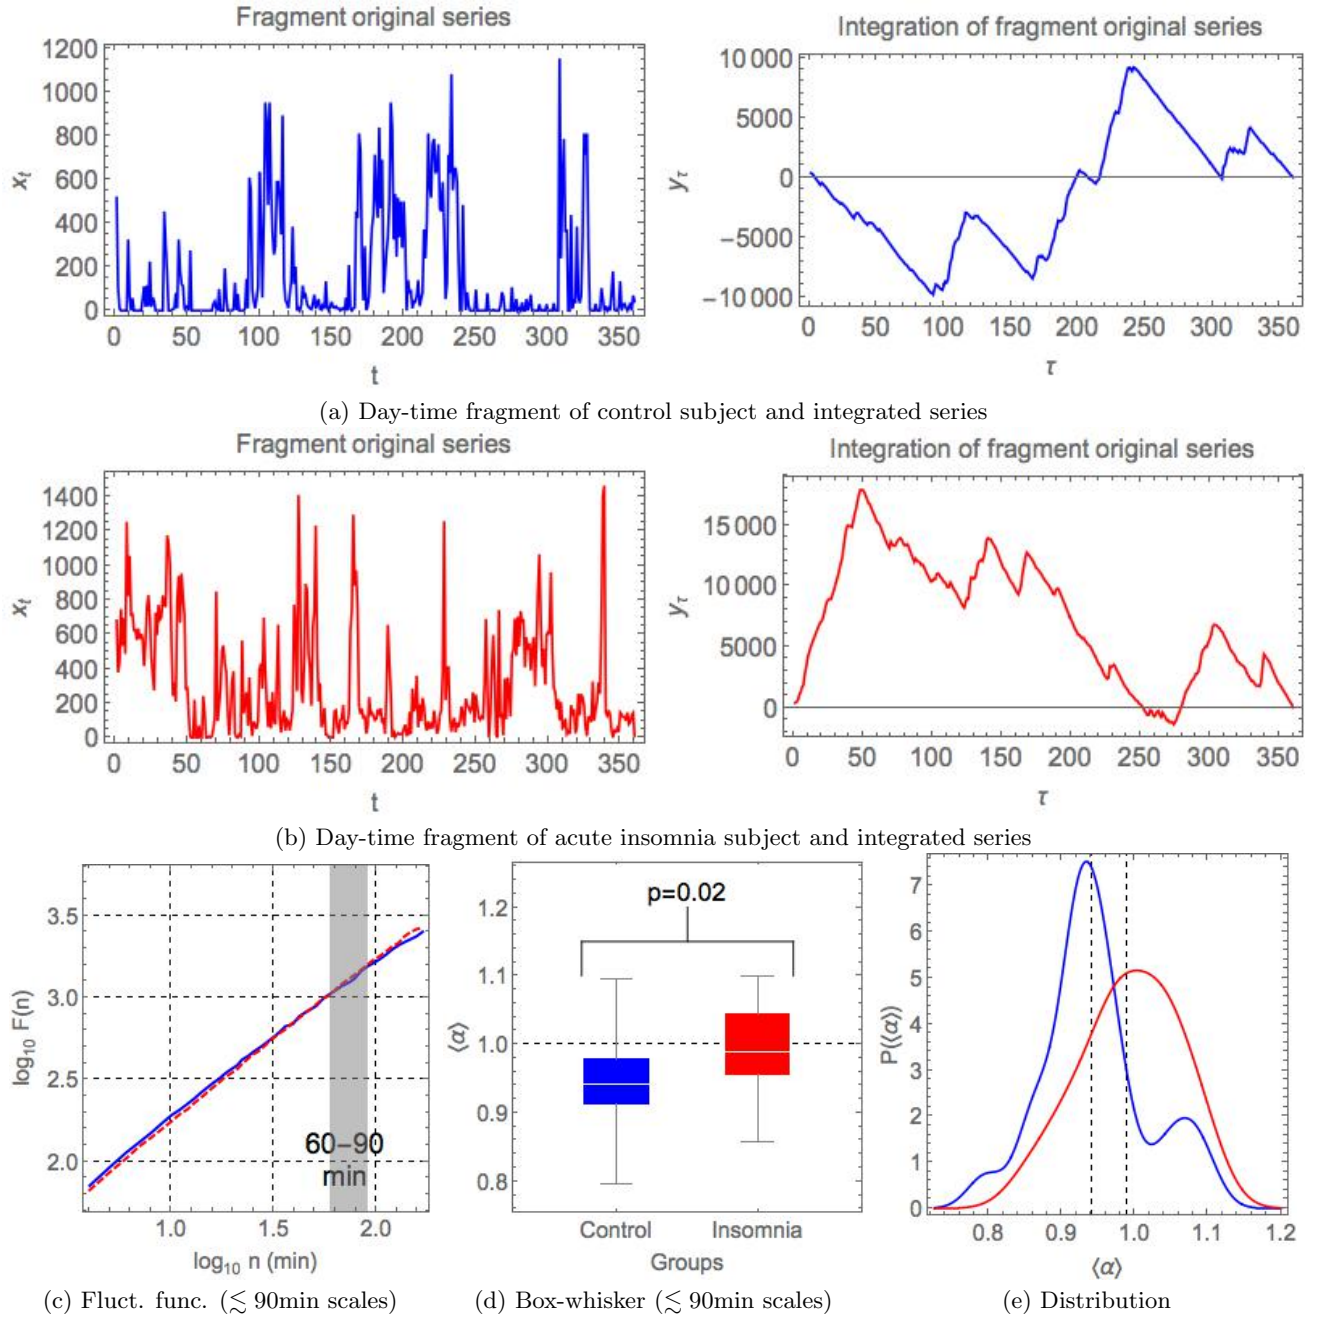 Fragment original series
1200
1000
800
600
400
200
0
x_t
0 50 100 150 200 250 300 350
t
Integration of fragment original series
10 000
5000
0
−5000
−10 000
y_τ
0 50 100 150 200 250 300 350
τ
(a) Day-time fragment of control subject and integrated series
Fragment original series
1400
1200
1000
800
600
400
200
0
x_t
0 50 100 150 200 250 300 350
t
Integration of fragment original series
15 000
10 000
5000
0
y_τ
0 50 100 150 200 250 300 350
τ
(b) Day-time fragment of acute insomnia subject and integrated series
3.5
3.0
2.5
2.0
log₁₀ F(n)
60−90
min
1.0 1.5 2.0
log₁₀ n (min)
(c) Fluct. func. (≲ 90min scales)
p=0.02
1.2
1.1
1.0
0.9
0.8
⟨α⟩
Control Insomnia
Groups
(d) Box-whisker (≲ 90min scales)
7
6
5
4
3
2
1
0
P(⟨α⟩)
0.8 0.9 1.0 1.1 1.2
⟨α⟩
(e) Distribution